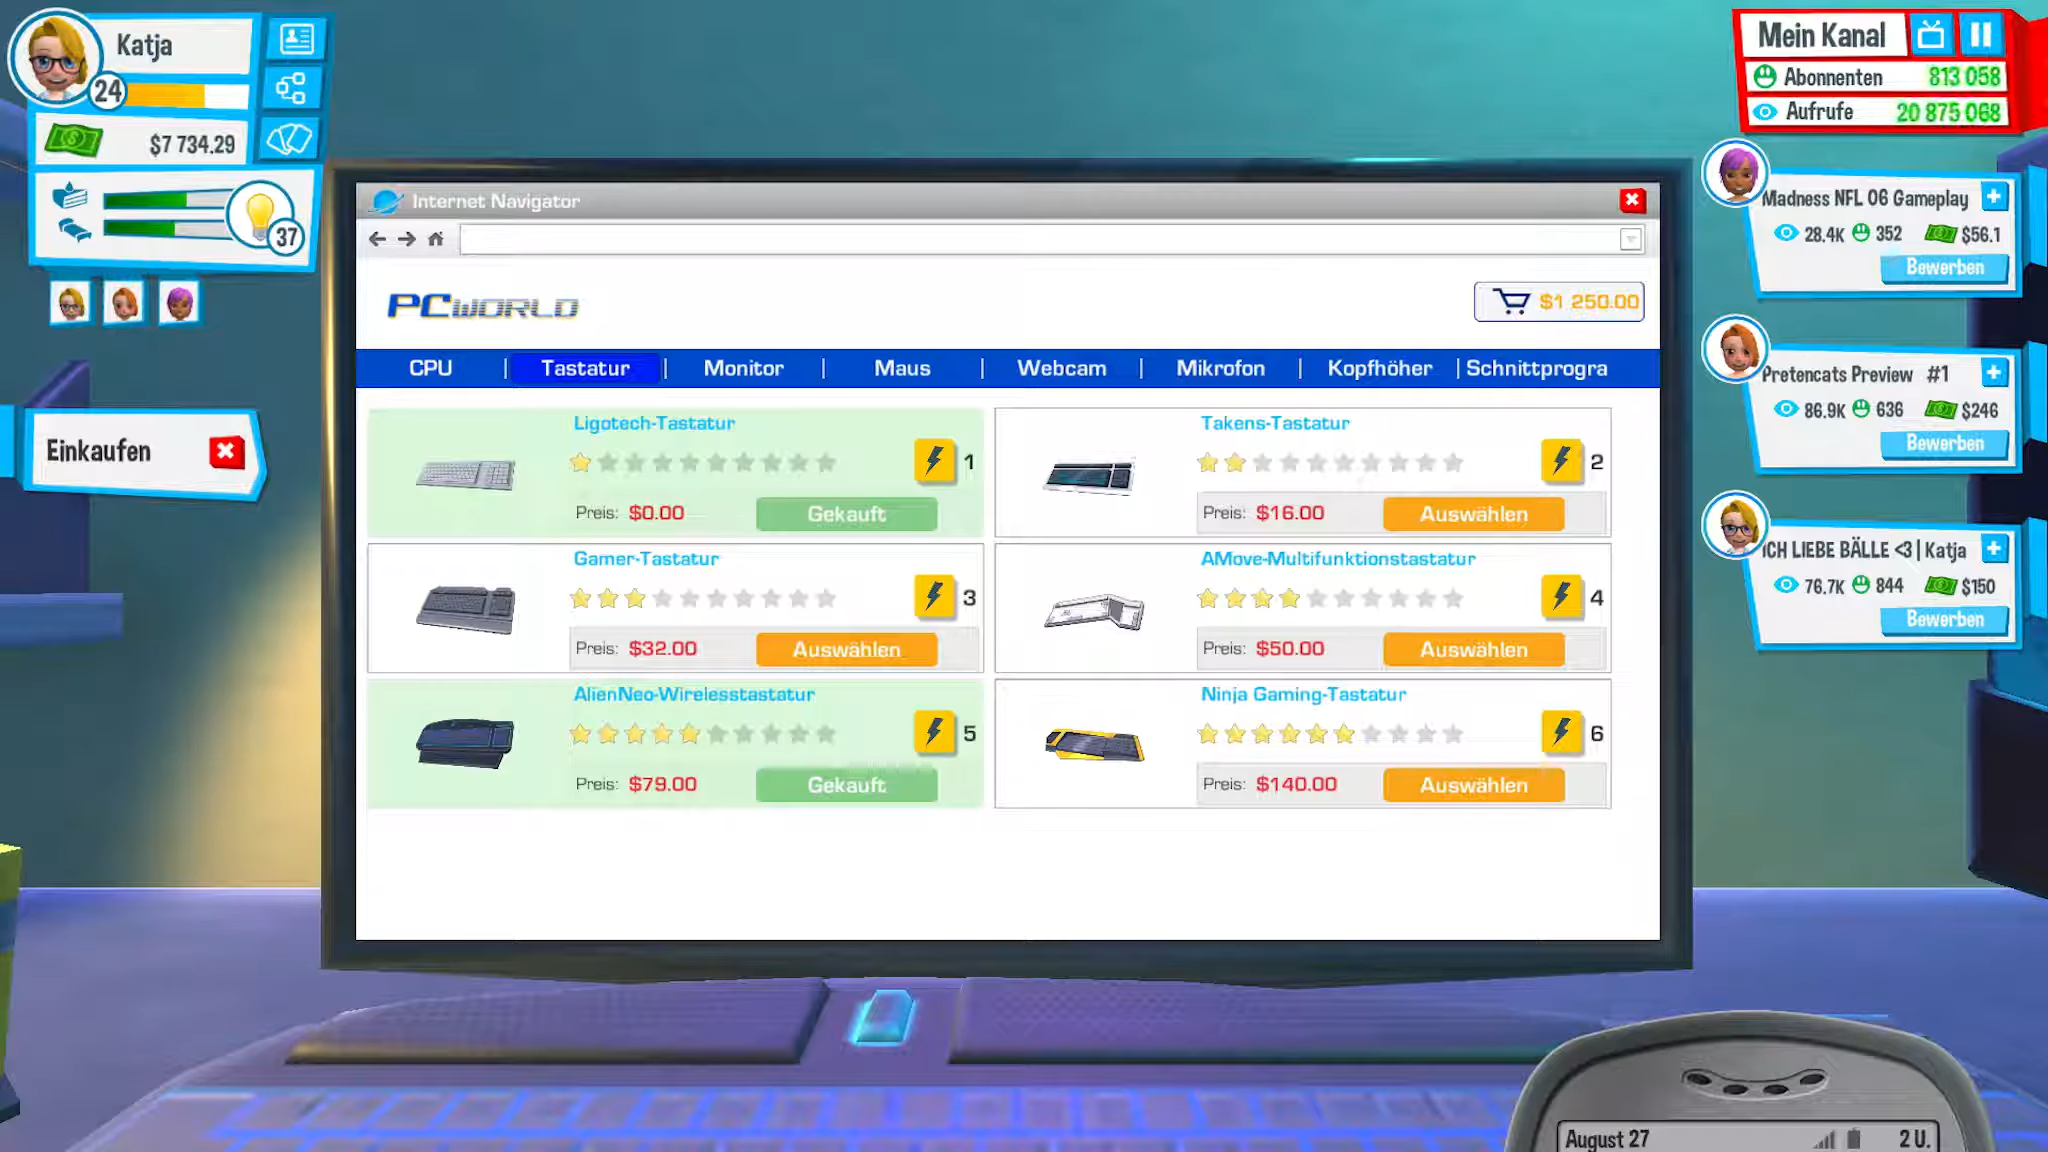 Katja
24
$7 734.29
37
Einkaufen
Mein Kanal
Abonnenten 813 058
Aufrufe 20 875 068
Madness NFL 06 Gameplay
28.4K 352 $56.1
Bewerben
Pretencats Preview #1
86.9K 636 $246
Bewerben
ICH LIEBE BÄLLE <3 | Katja
76.7K 844 $150
Bewerben
Internet Navigator
PCWORLD
$1 250.00
CPU | Tastatur | Monitor | Maus | Webcam | Mikrofon | Kopfhöher | Schnittprogra
Ligotech-Tastatur
1
Preis: $0.00 Gekauft
Takens-Tastatur
2
Preis: $16.00 Auswählen
Gamer-Tastatur
3
Preis: $32.00 Auswählen
AMove-Multifunktionstastatur
4
Preis: $50.00 Auswählen
AlienNeo-Wirelesstastatur
5
Preis: $79.00 Gekauft
Ninja Gaming-Tastatur
6
Preis: $140.00 Auswählen
August 27 2 U.